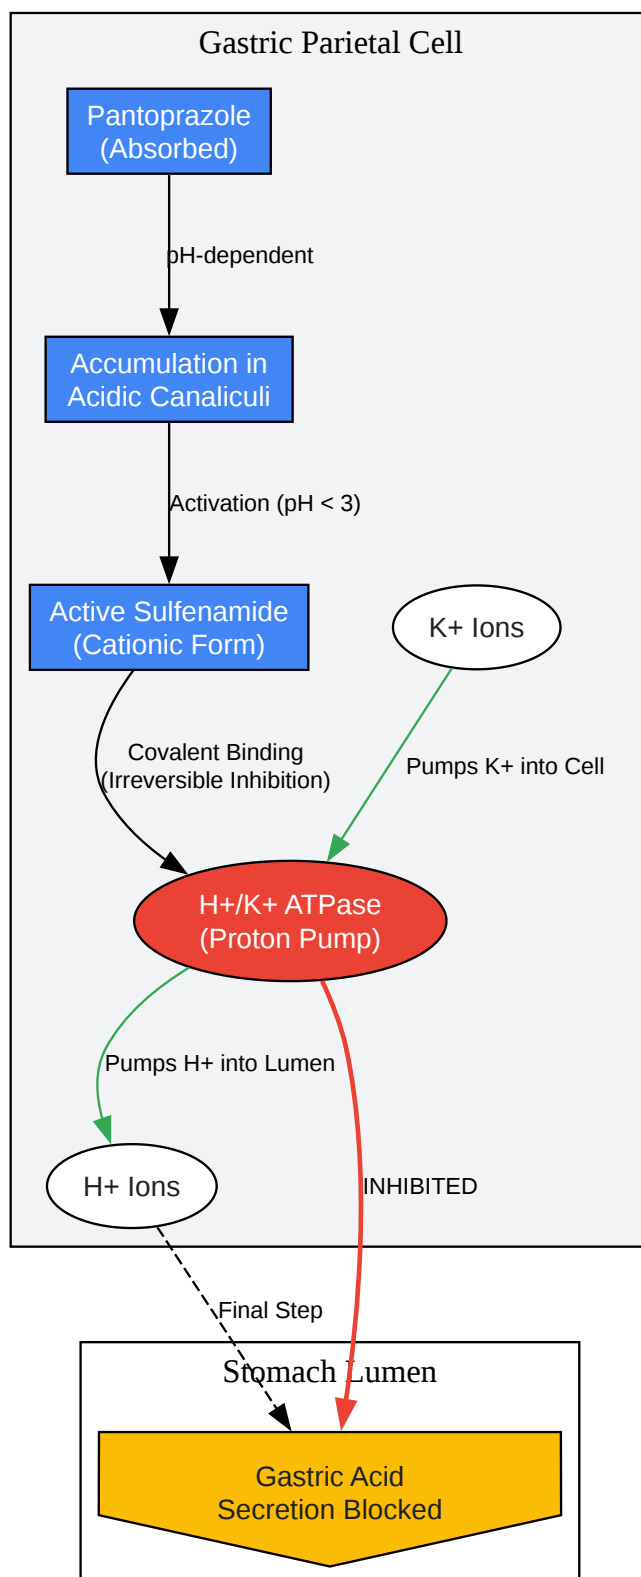 Gastric Parietal Cell
Pantoprazole
(Absorbed)
pH-dependent
Accumulation in
Acidic Canaliculi
Activation (pH < 3)
Active Sulfenamide
(Cationic Form)
K+ Ions
Covalent Binding
(Irreversible Inhibition)
Pumps K+ into Cell
H+/K+ ATPase
(Proton Pump)
Pumps H+ into Lumen
H+ Ions
INHIBITED
Final Step
Stomach Lumen
Gastric Acid
Secretion Blocked